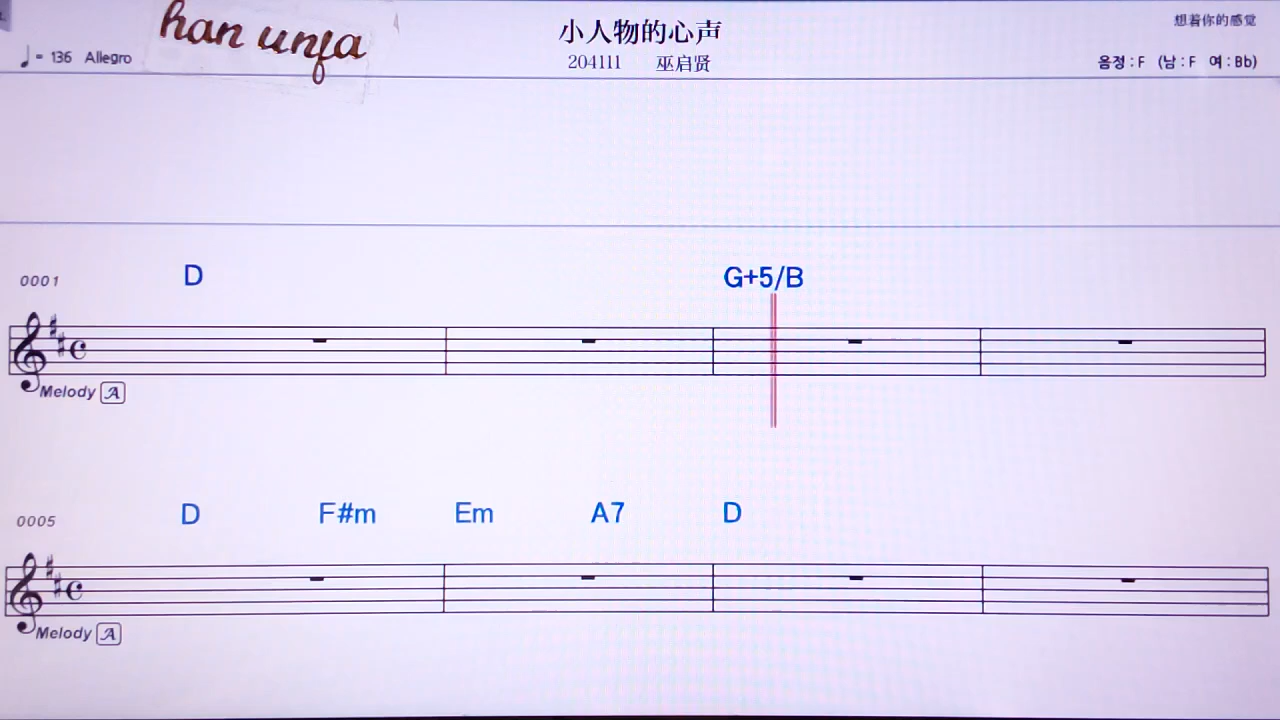 han unfa
小人物的心声
想着你的感觉
♩= 136 Allegro
204111 巫启贤
음정 : F (남 : F 여 : Bb)
0001
D G+5/B
Melody A
0005
D F#m Em A7 D
Melody A